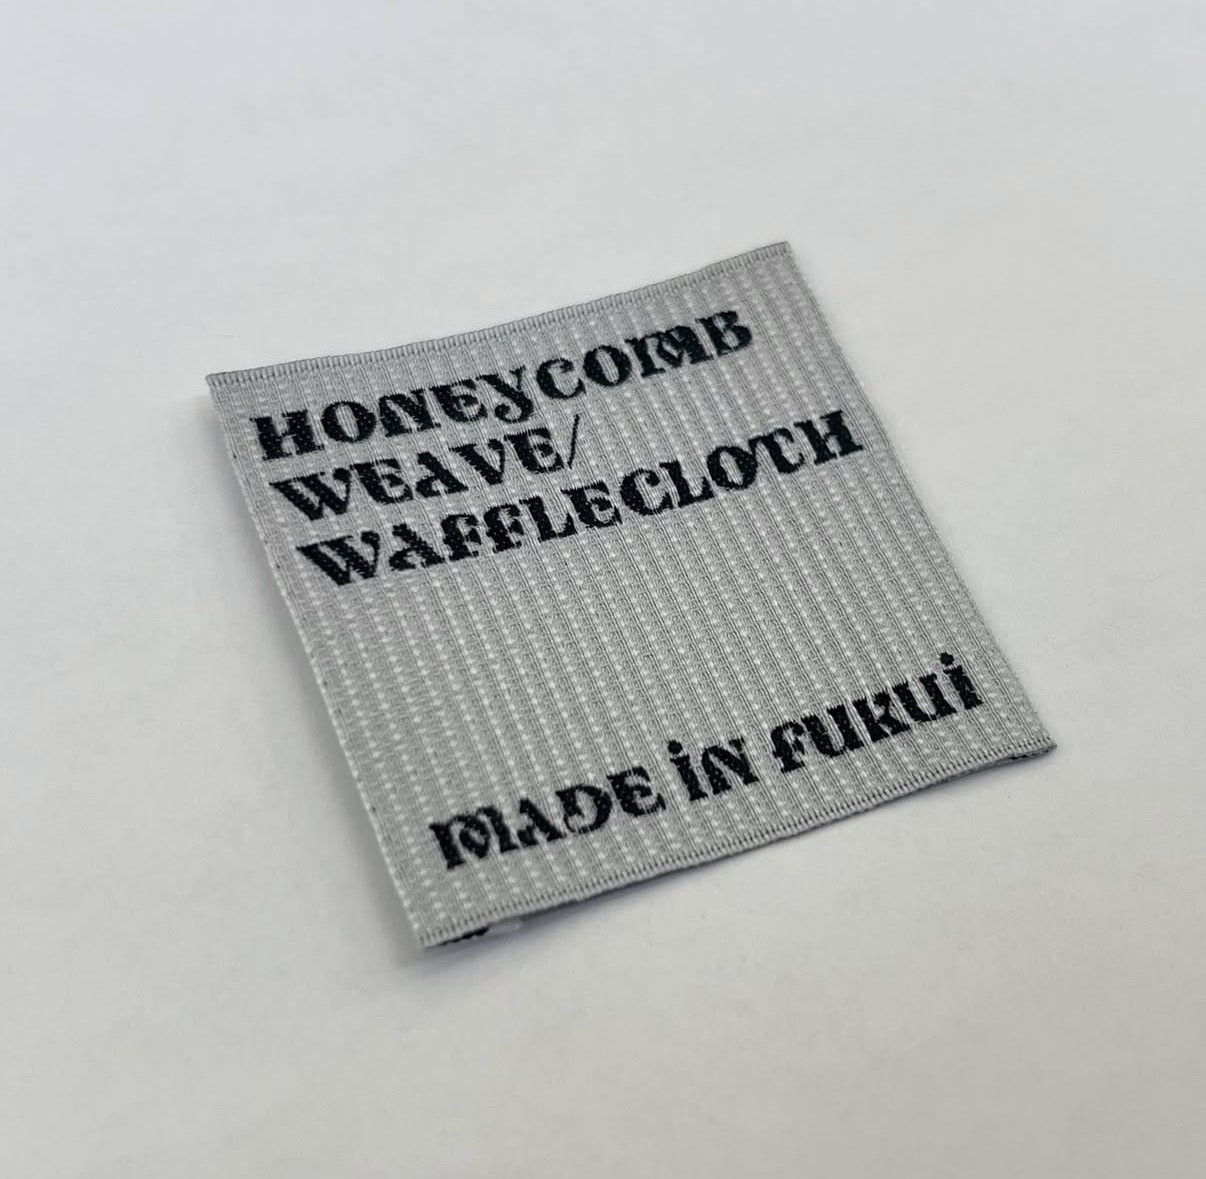 HONEYCOMB
WEAVE/
WAFFLECLOTH
MADE iN FUKUi